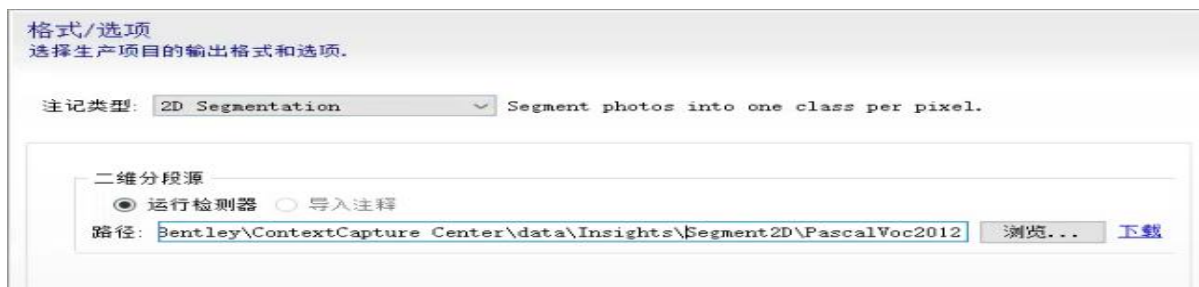 格式/选项
选择生产项目的输出格式和选项.
注记类型: 2D Segmentation Segment photos into one class per pixel.
二维分段源
运行检测器 导入注释
路径: Bentley\ContextCapture Center\data\Insights\Segment2D\PascalVoc2012 浏览... 下载